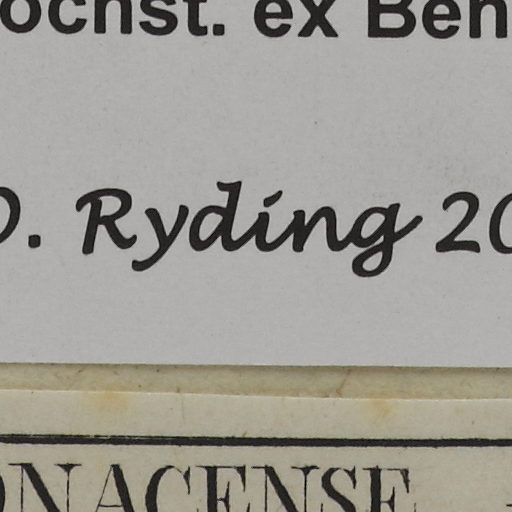 ochst. ex Ben
O. Ryding 20
ONACENSE